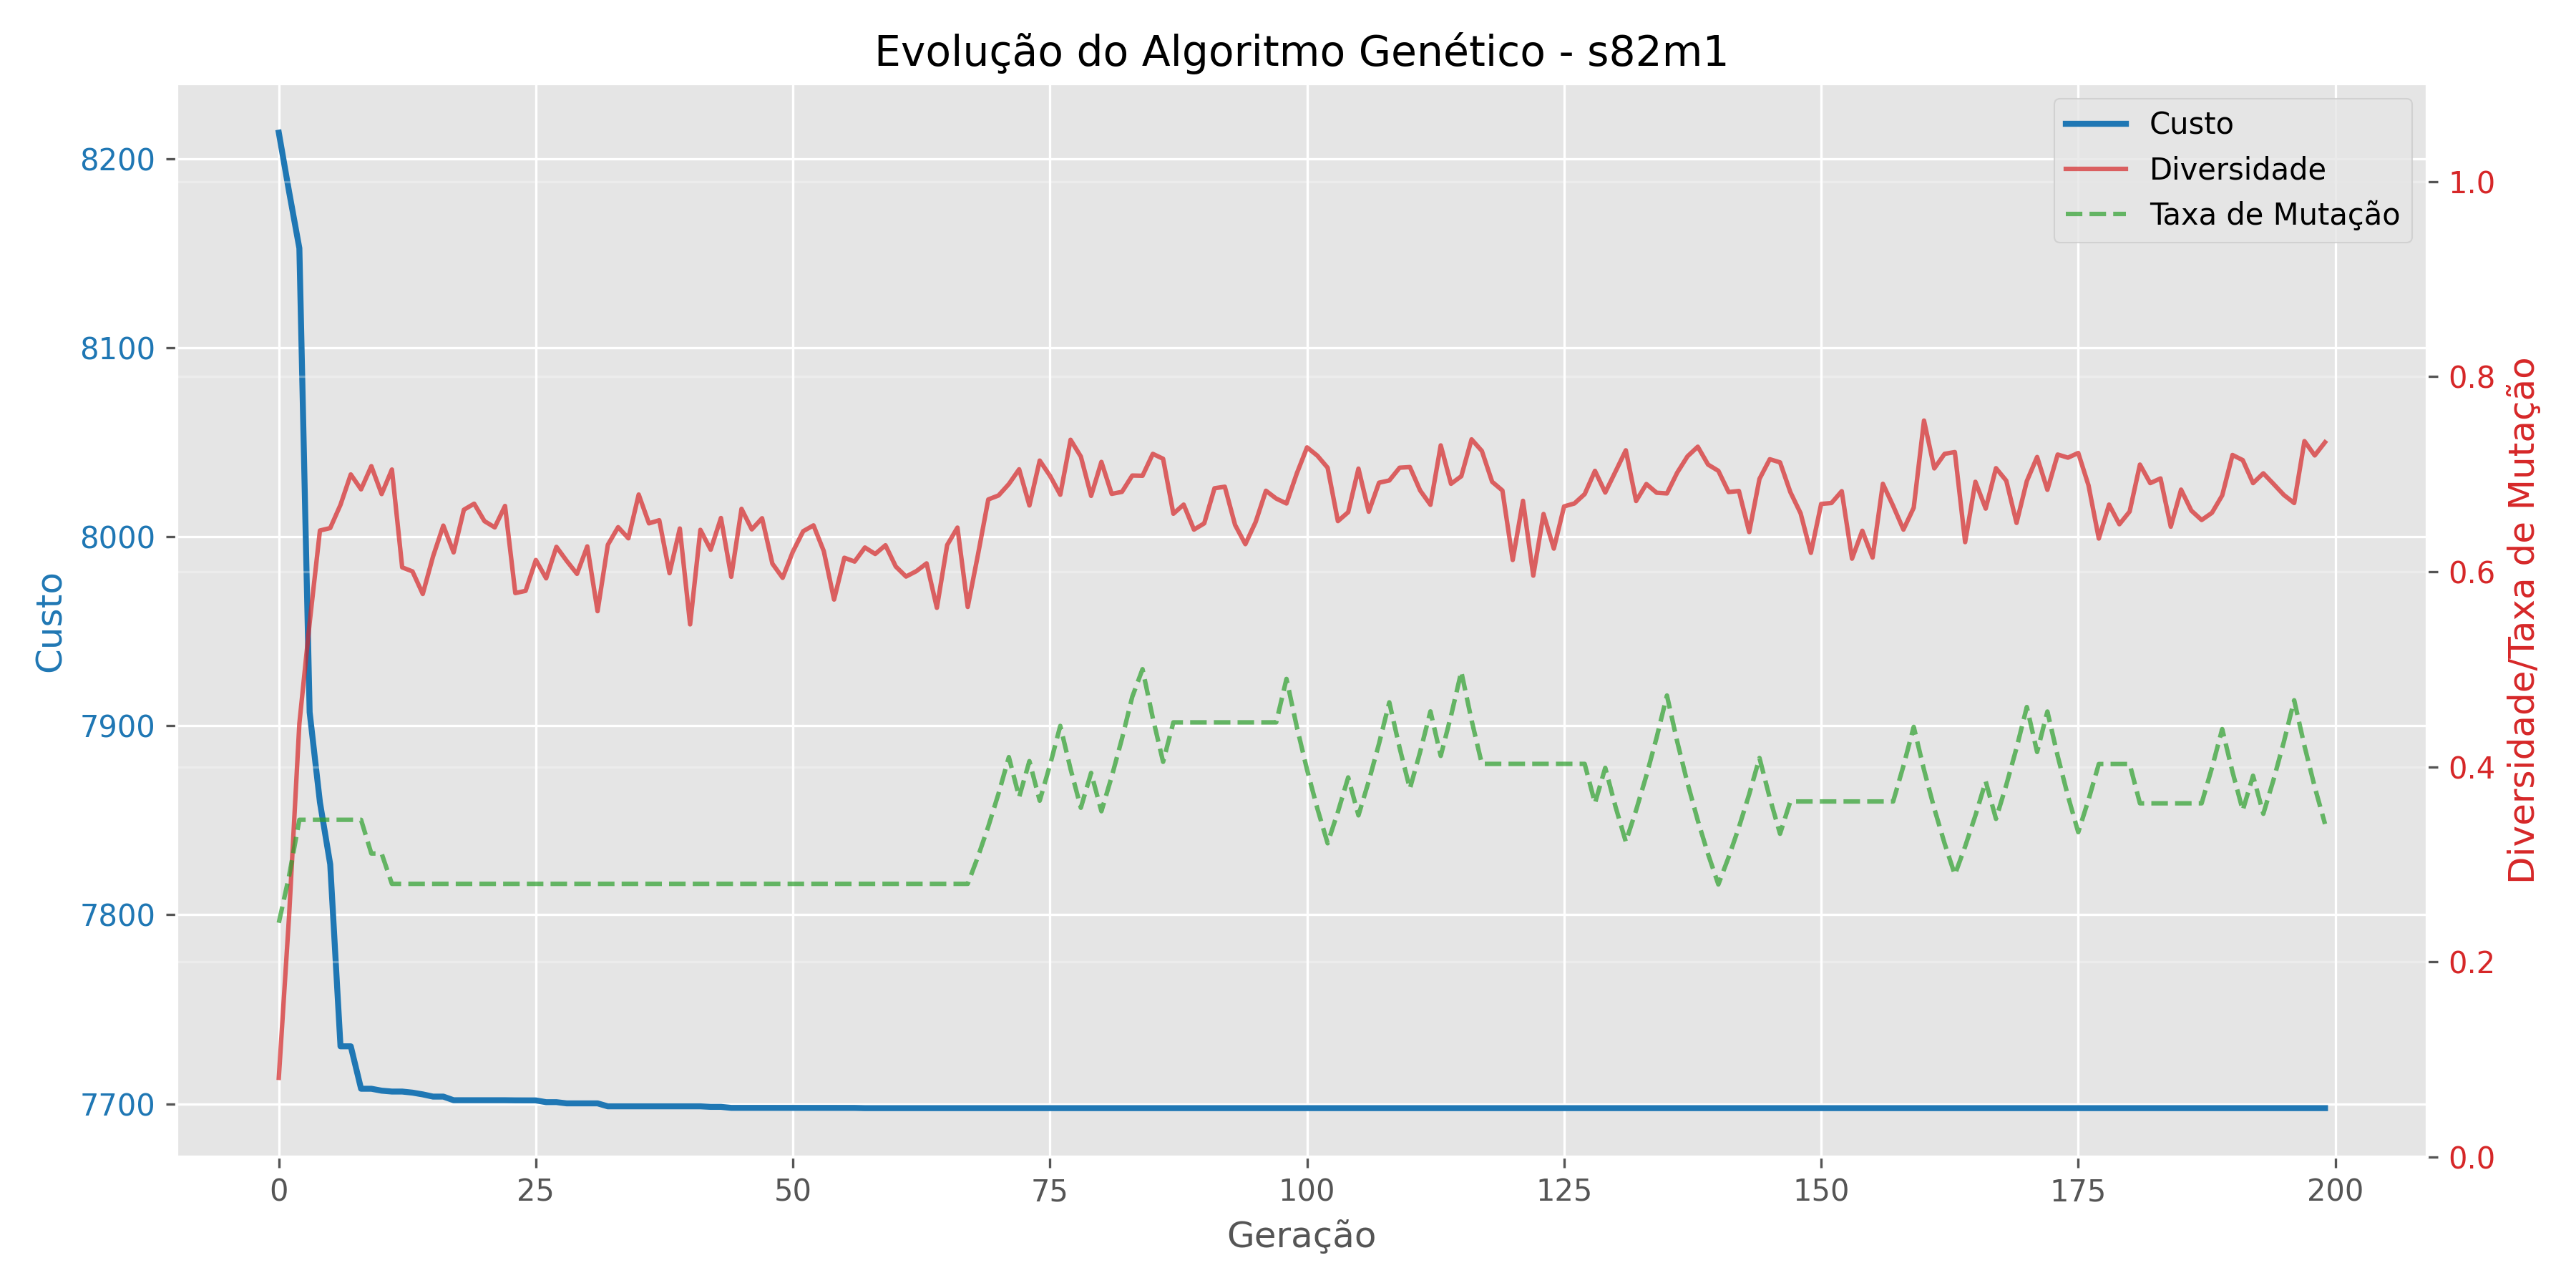 Evolução do Algoritmo Genético - s82m1
Custo
Diversidade
Taxa de Mutação
8200
8100
8000
7900
7800
7700
Custo
1.0
0.8
0.6
0.4
0.2
0.0
Diversidade/Taxa de Mutação
0 25 50 75 100 125 150 175 200
Geração